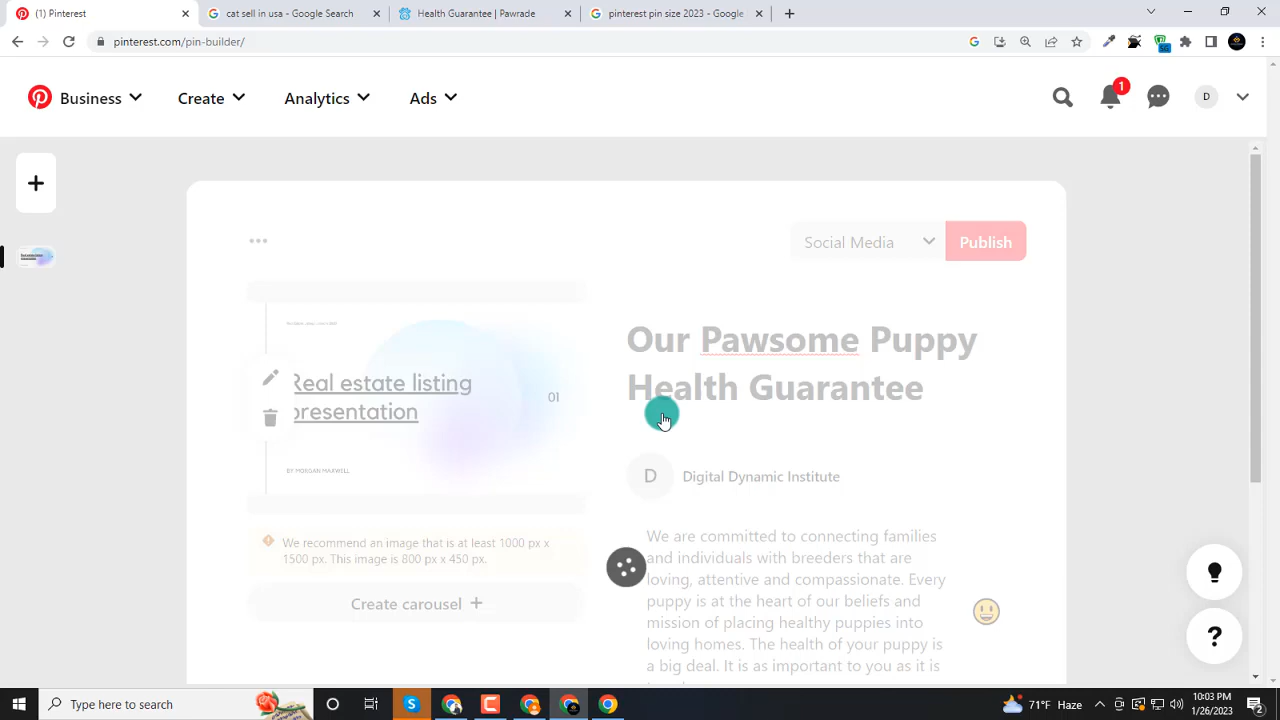 (1) Pinterest
cat sell in usa - Google Search
Health Guarantee | Pawrade
pinterest pin size 2023 - Google
pinterest.com/pin-builder/
Business
Create
Analytics
Ads
1
D
Social Media
Publish
Real estate listing
presentation
01
BY MORGAN MAXWELL
We recommend an image that is at least 1000 px x
1500 px. This image is 800 px x 450 px.
Create carousel
Our Pawsome Puppy
Health Guarantee
D
Digital Dynamic Institute
We are committed to connecting families
and individuals with breeders that are
loving, attentive and compassionate. Every
puppy is at the heart of our beliefs and
mission of placing healthy puppies into
loving homes. The health of your puppy is
a big deal. It is as important to you as it is
?
Type here to search
71°F Haze
10:03 PM
1/26/2023
2